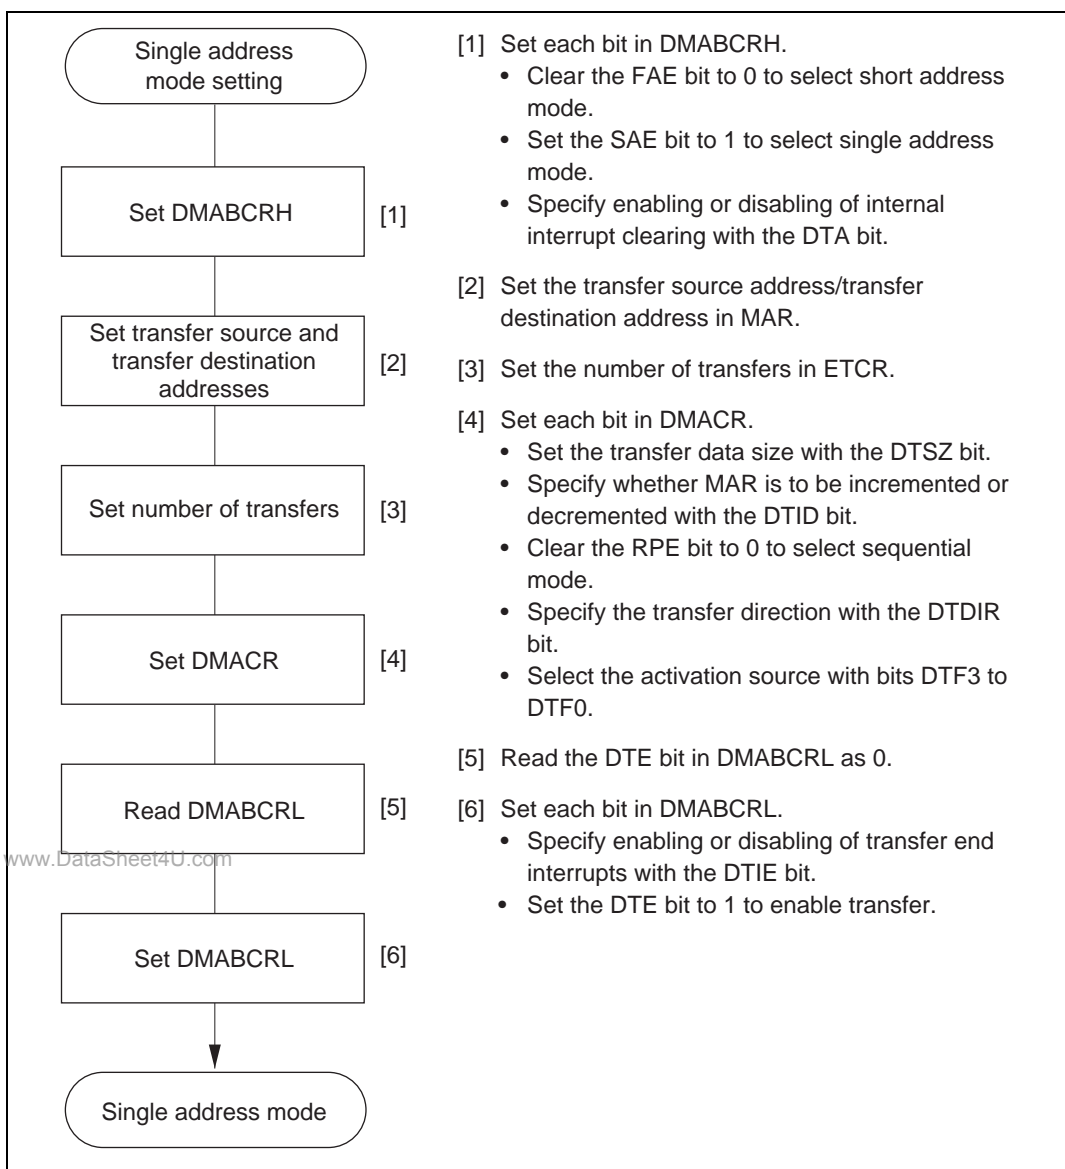 Single address
mode setting
Set DMABCRH
[1]
Set transfer source and
transfer destination
addresses
[2]
Set number of transfers
[3]
Set DMACR
[4]
Read DMABCRL
[5]
www.DataSheet4U.com
Set DMABCRL
[6]
Single address mode
[1] Set each bit in DMABCRH.
• Clear the FAE bit to 0 to select short address
mode.
• Set the SAE bit to 1 to select single address
mode.
• Specify enabling or disabling of internal
interrupt clearing with the DTA bit.
[2] Set the transfer source address/transfer
destination address in MAR.
[3] Set the number of transfers in ETCR.
[4] Set each bit in DMACR.
• Set the transfer data size with the DTSZ bit.
• Specify whether MAR is to be incremented or
decremented with the DTID bit.
• Clear the RPE bit to 0 to select sequential
mode.
• Specify the transfer direction with the DTDIR
bit.
• Select the activation source with bits DTF3 to
DTF0.
[5] Read the DTE bit in DMABCRL as 0.
[6] Set each bit in DMABCRL.
• Specify enabling or disabling of transfer end
interrupts with the DTIE bit.
• Set the DTE bit to 1 to enable transfer.